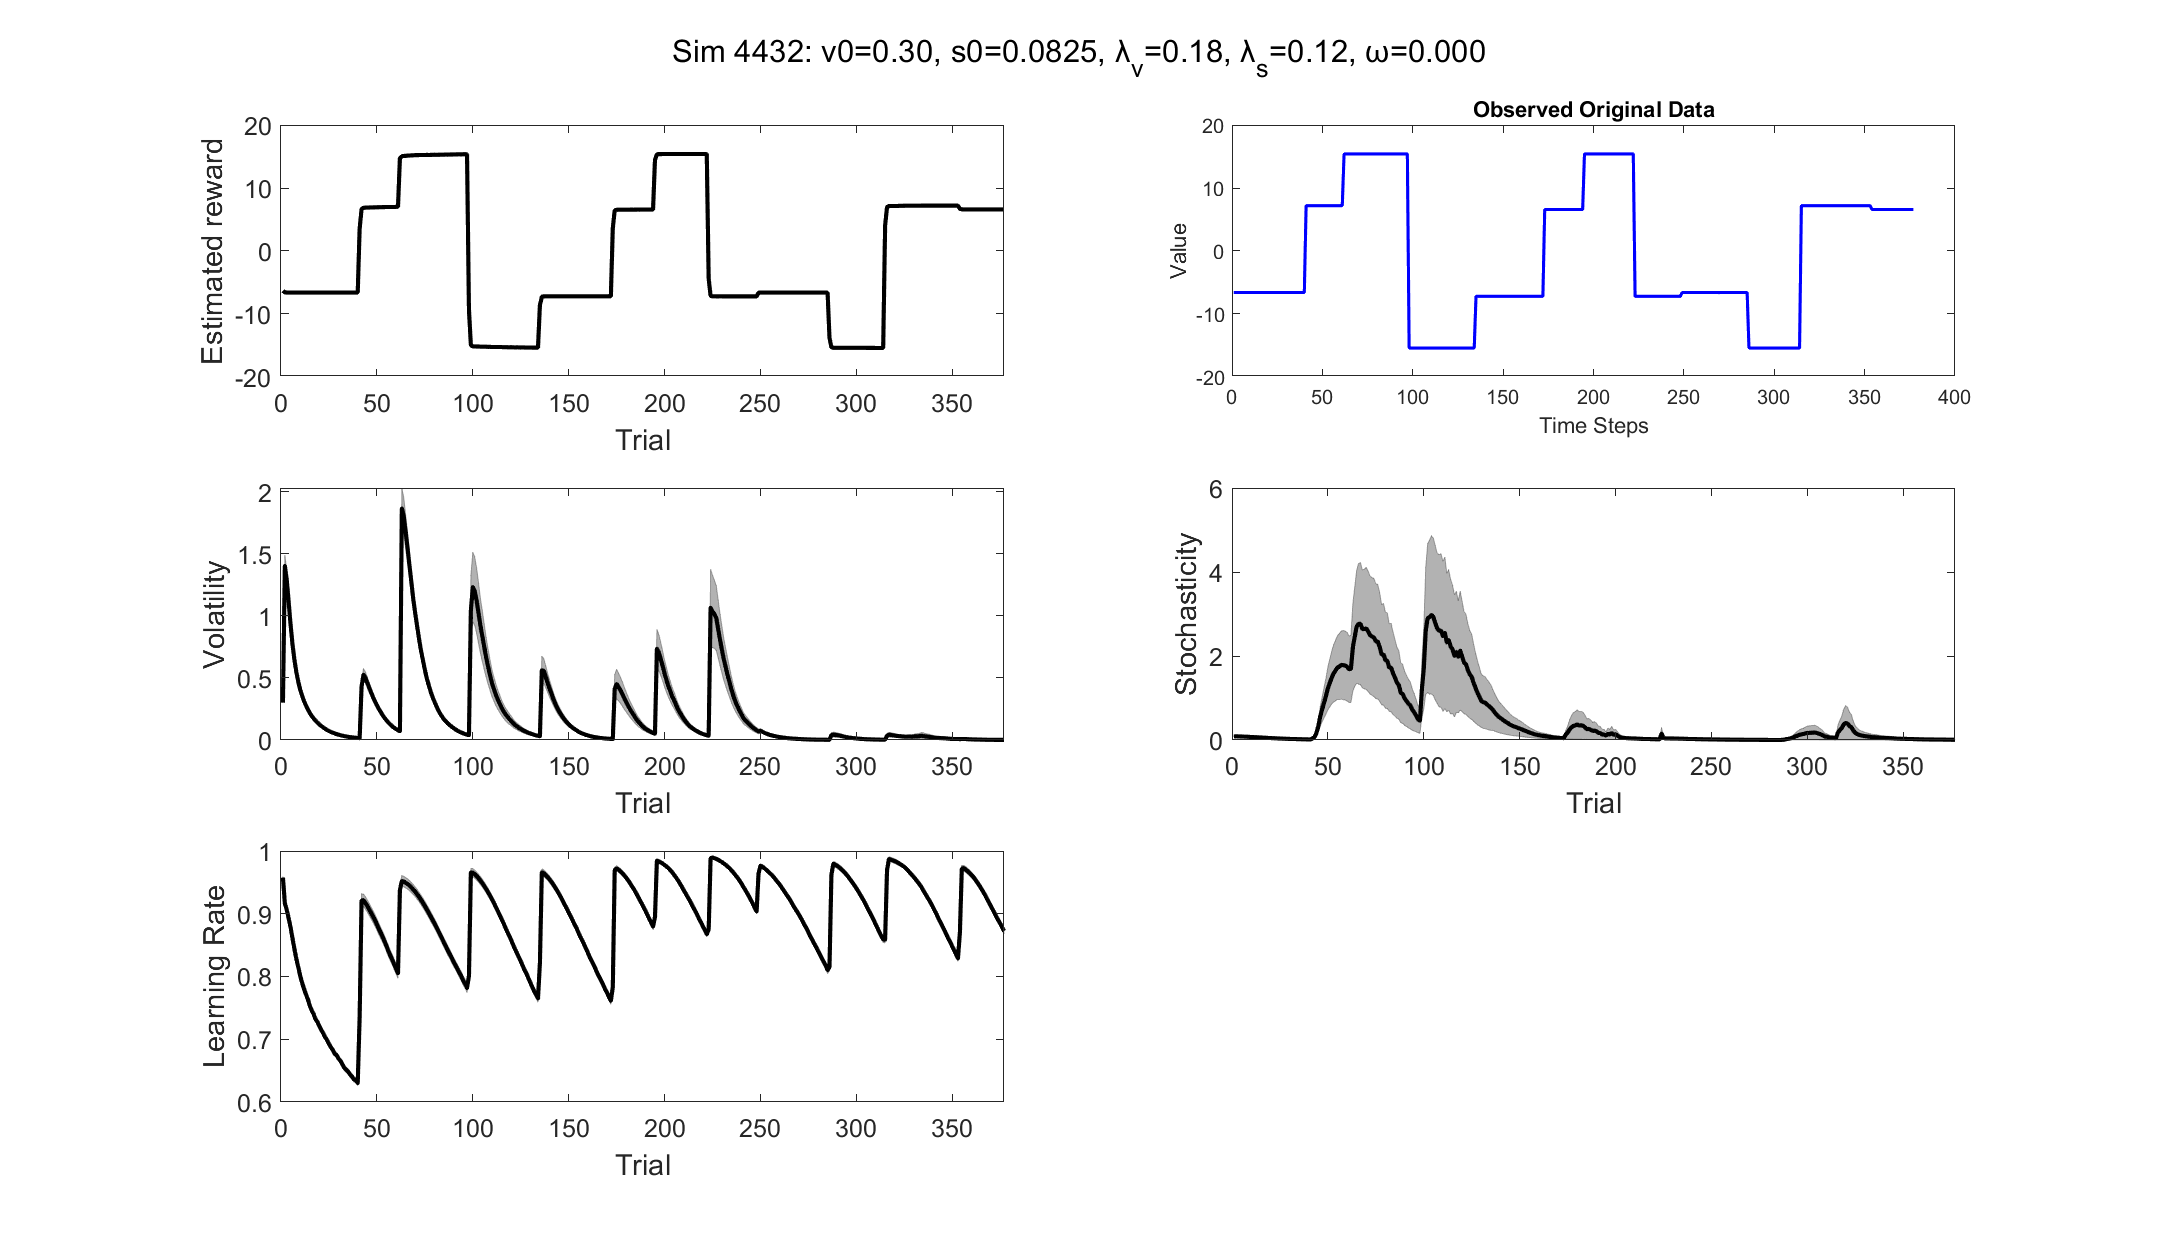 Sim 4432: v0=0.30, s0=0.0825, λ_v=0.18, λ_s=0.12, ω=0.000
20
10
0
-10
-20
Estimated reward
0 50 100 150 200 250 300 350
Trial
Observed Original Data
20
10
0
-10
-20
Value
0 50 100 150 200 250 300 350 400
Time Steps
2
1.5
1
0.5
0
Volatility
0 50 100 150 200 250 300 350
Trial
6
4
2
0
Stochasticity
0 50 100 150 200 250 300 350
Trial
1
0.9
0.8
0.7
0.6
Learning Rate
0 50 100 150 200 250 300 350
Trial